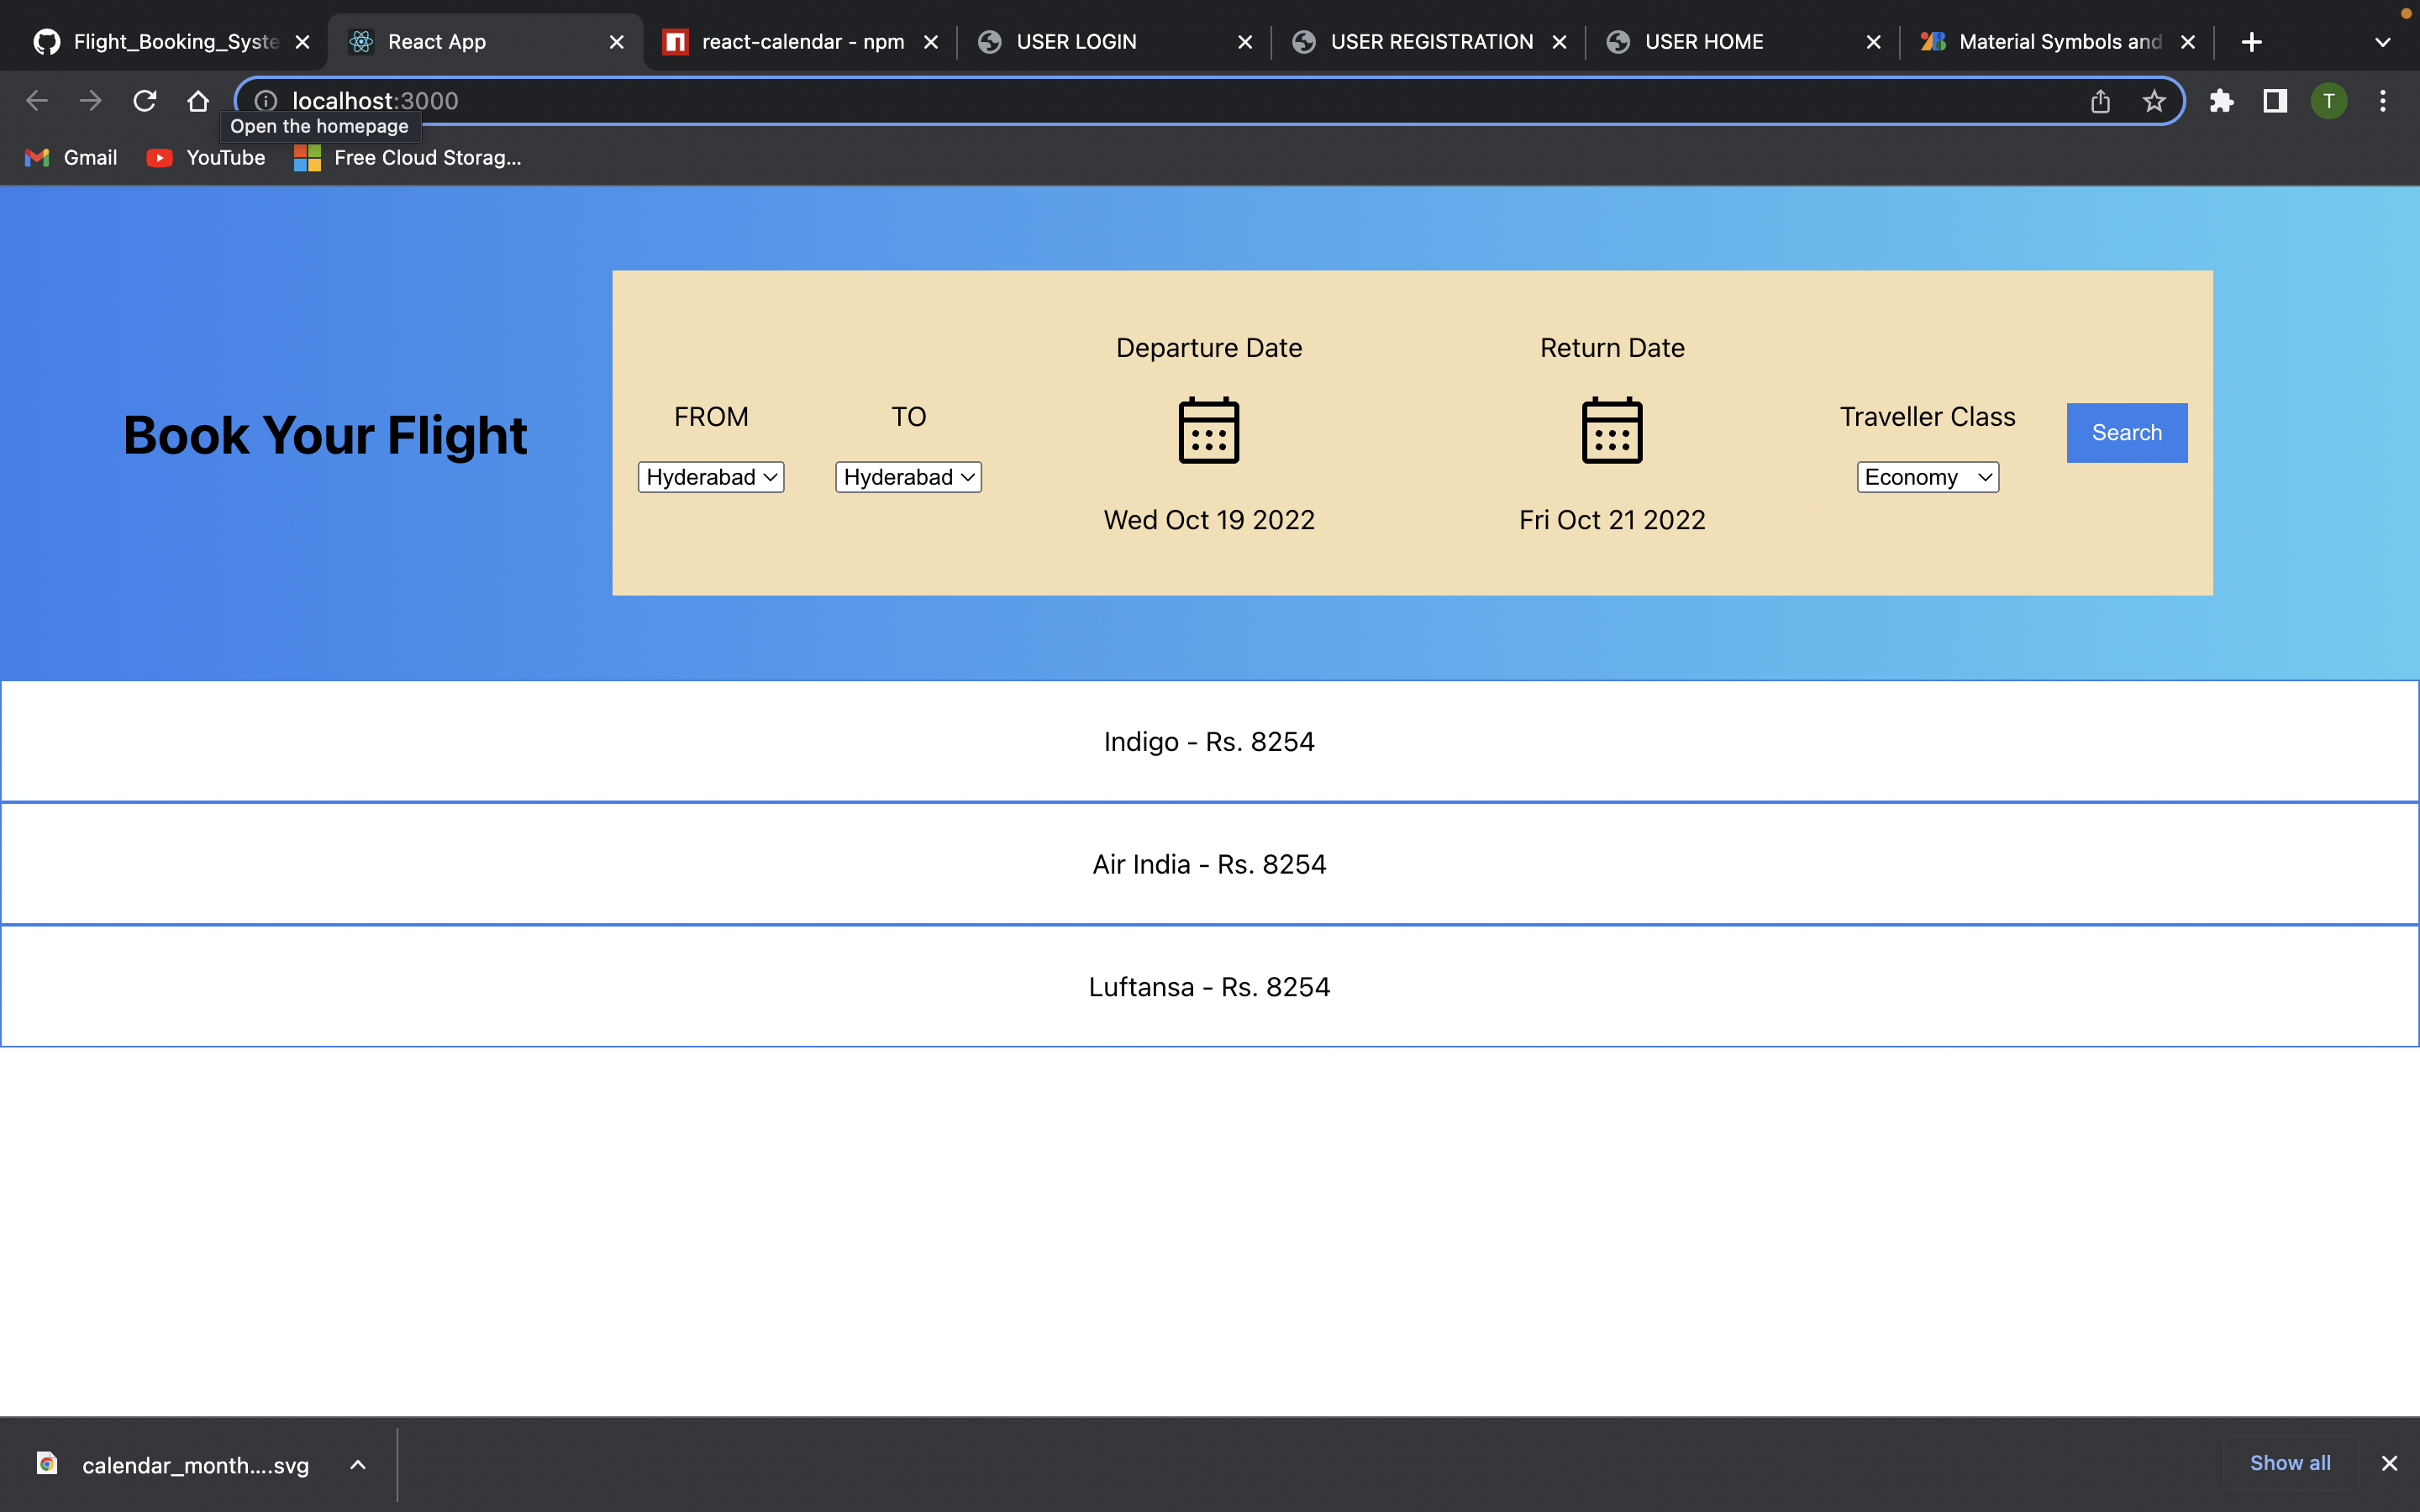 Flight_Booking_Syste
React App
react-calendar - npm
USER LOGIN
USER REGISTRATION
USER HOME
Material Symbols and
localhost:3000
T
Open the homepage
Gmail
YouTube
Free Cloud Storag...
Book Your Flight
FROM
Hyderabad
TO
Hyderabad
Departure Date
Wed Oct 19 2022
Return Date
Fri Oct 21 2022
Traveller Class
Economy
Search
Indigo - Rs. 8254
Air India - Rs. 8254
Luftansa - Rs. 8254
calendar_month....svg
Show all